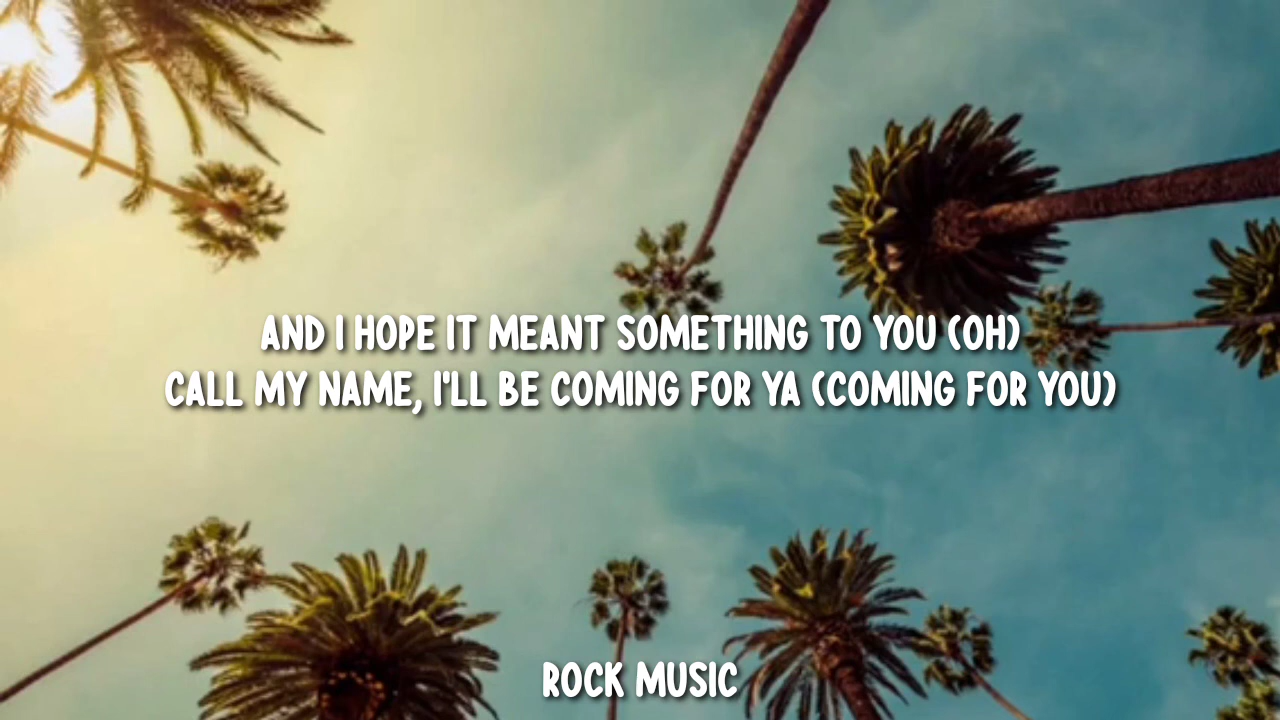 AND I HOPE IT MEANT SOMETHING TO YOU (OH)
CALL MY NAME, I'LL BE COMING FOR YA (COMING FOR YOU)
ROCK MUSIC